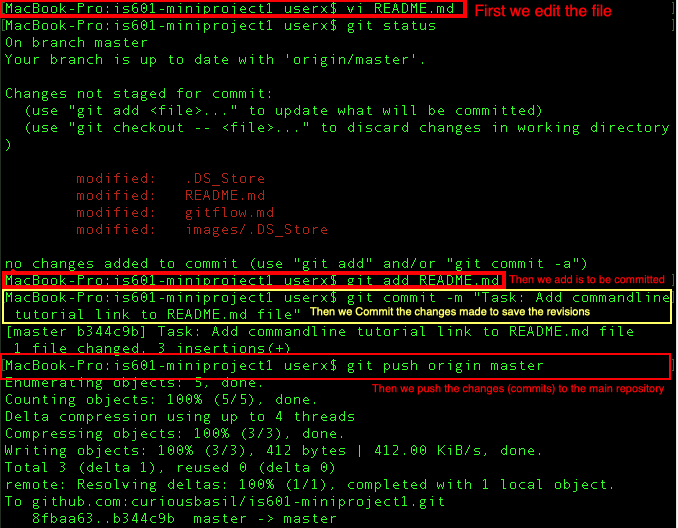 [MacBook-Pro:is601-miniproject1 userx$ vi README.md ] First we edit the file
[MacBook-Pro:is601-miniproject1 userx$ git status ]
On branch master
Your branch is up to date with 'origin/master'.
Changes not staged for commit:
(use "git add <file>..." to update what will be committed)
(use "git checkout -- <file>..." to discard changes in working directory
)
modified: .DS_Store
modified: README.md
modified: gitflow.md
modified: images/.DS_Store
no changes added to commit (use "git add" and/or "git commit -a")
[MacBook-Pro:is601-miniproject1 userx$ git add README.md Then we add is to be committed ]
[MacBook-Pro:is601-miniproject1 userx$ git commit -m "Task: Add commandline]
tutorial link to README.md file" Then we Commit the changes made to save the revisions
[master b344c9b] Task: Add commandline tutorial link to README.md file
1 file changed, 3 insertions(+)
[MacBook-Pro:is601-miniproject1 userx$ git push origin master ]
Enumerating objects: 5, done.
Then we push the changes (commits) to the main repository
Counting objects: 100% (5/5), done.
Delta compression using up to 4 threads
Compressing objects: 100% (3/3), done.
Writing objects: 100% (3/3), 412 bytes | 412.00 KiB/s, done.
Total 3 (delta 1), reused 0 (delta 0)
remote: Resolving deltas: 100% (1/1), completed with 1 local object.
To github.com:curiousbasil/is601-miniproject1.git
8fbaa63..b344c9b master -> master